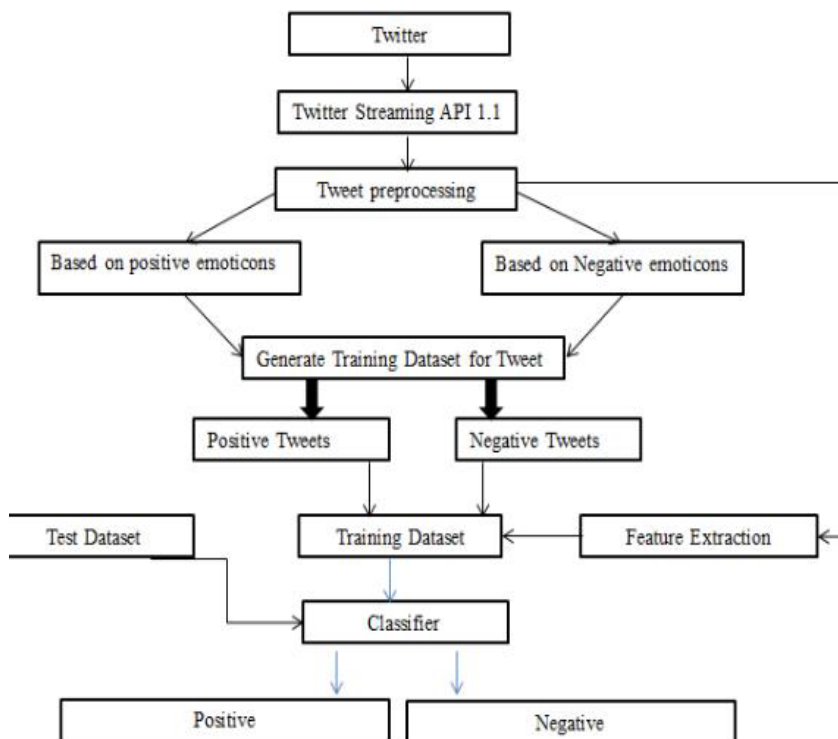 Twitter
Twitter Streaming API 1.1
Tweet preprocessing
Based on positive emoticons
Based on Negative emoticons
Generate Training Dataset for Tweet
Positive Tweets
Negative Tweets
Test Dataset
Training Dataset
Feature Extraction
Classifier
Positive
Negative